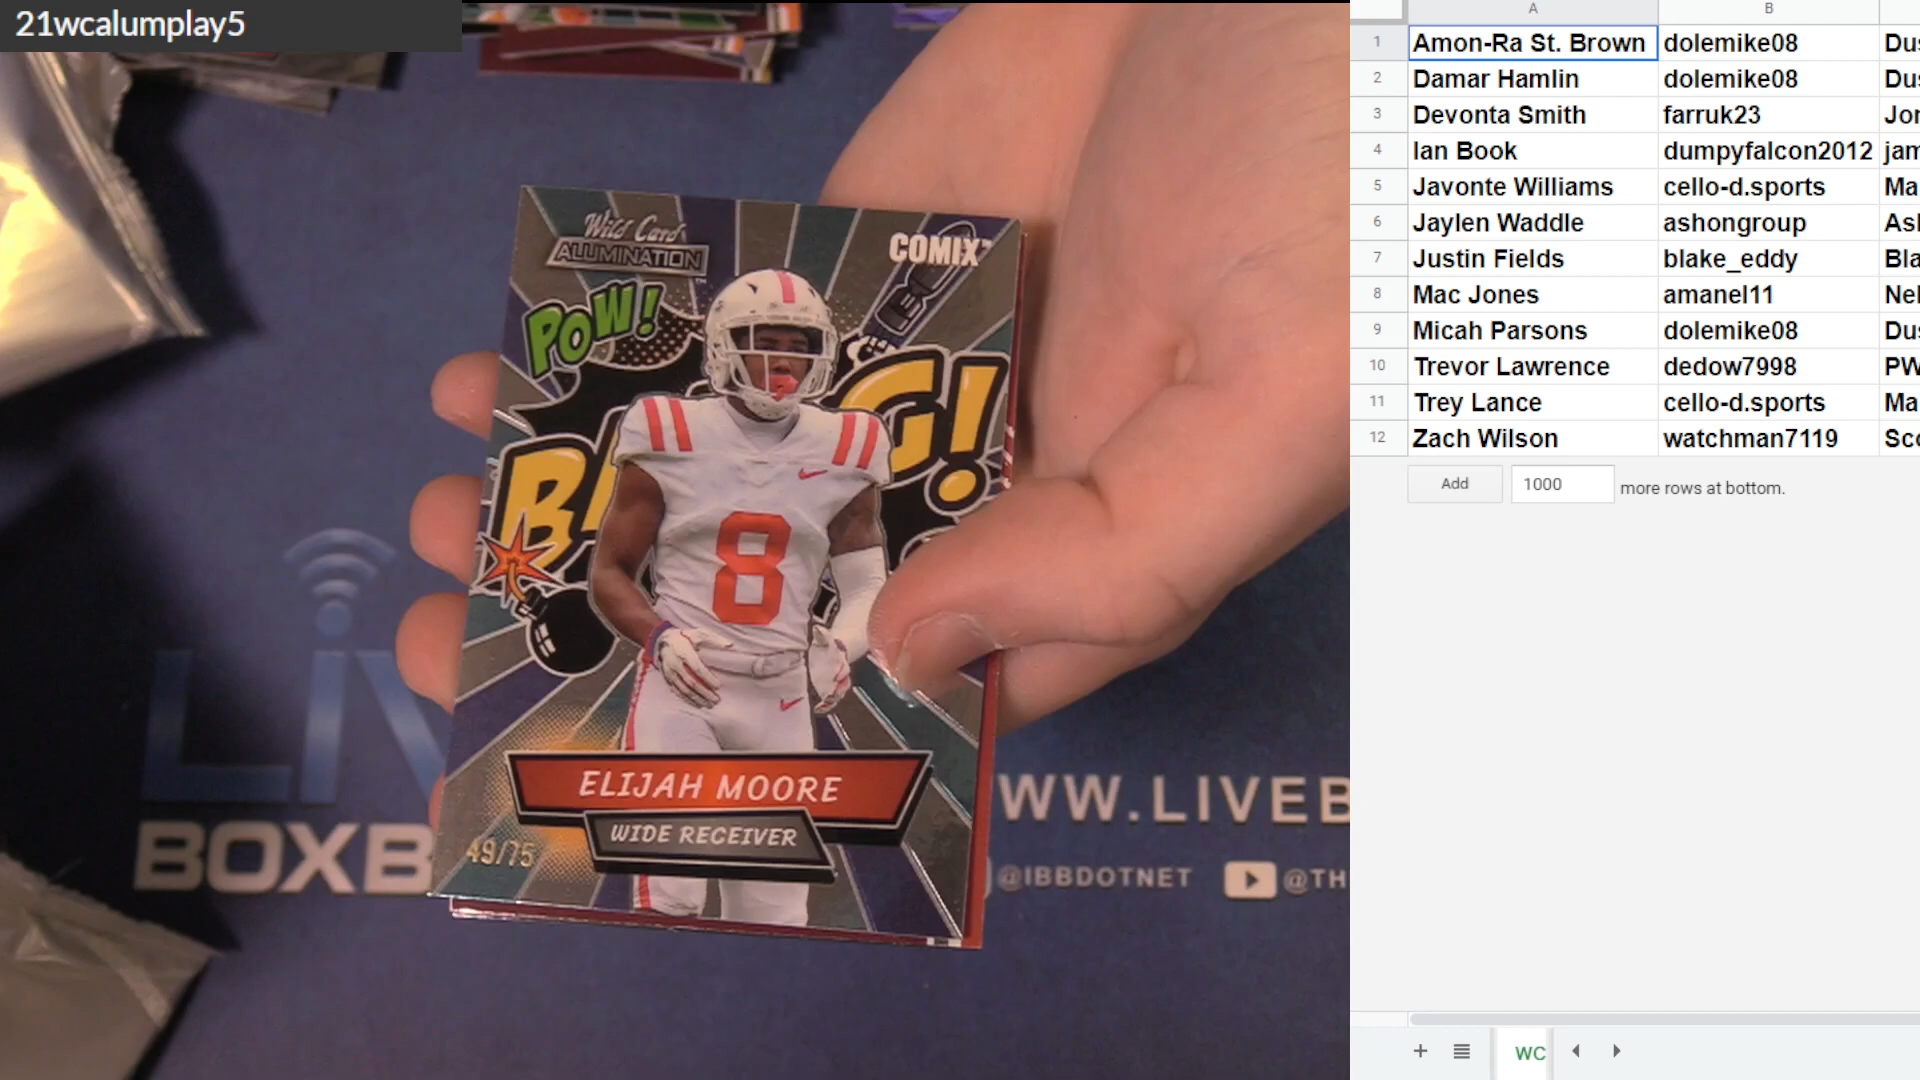 21wcalumplay5
Wild Card
ALUMINATION
COMIX
POW!
ELIJAH MOORE
WIDE RECEIVER
49/75
8
WW.LIVEB
BOXB
@IBBDOTNET
@TH
A B
1 Amon-Ra St. Brown dolemike08
2 Damar Hamlin dolemike08
3 Devonta Smith farruk23
4 Ian Book dumpyfalcon2012
5 Javonte Williams cello-d.sports
6 Jaylen Waddle ashongroup
7 Justin Fields blake_eddy
8 Mac Jones amanel11
9 Micah Parsons dolemike08
10 Trevor Lawrence dedow7998
11 Trey Lance cello-d.sports
12 Zach Wilson watchman7119
Add 1000 more rows at bottom.
WC